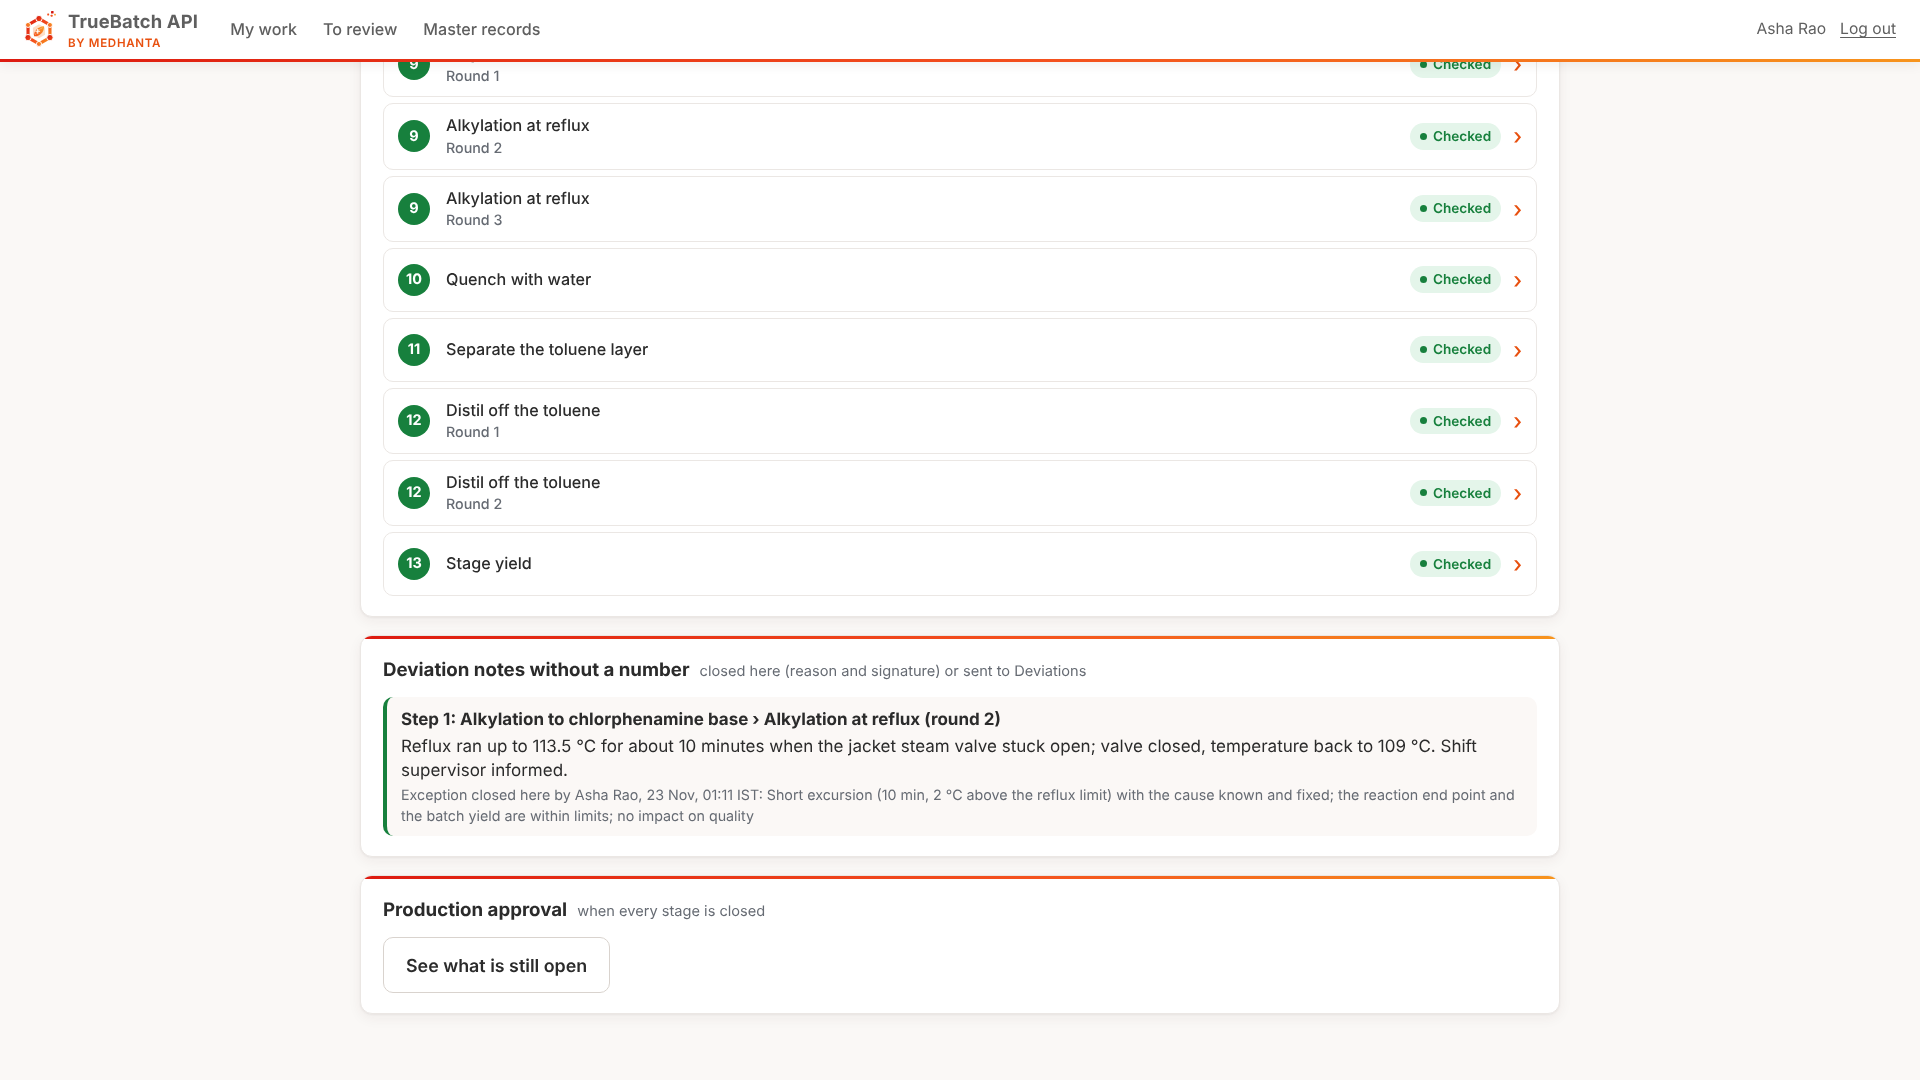 TrueBatch API
BY MEDHANTA
My work
To review
Master records
Asha Rao
Log out
9
Round 1
Checked
9
Alkylation at reflux
Round 2
Checked
9
Alkylation at reflux
Round 3
Checked
10
Quench with water
Checked
11
Separate the toluene layer
Checked
12
Distil off the toluene
Round 1
Checked
12
Distil off the toluene
Round 2
Checked
13
Stage yield
Checked
Deviation notes without a number closed here (reason and signature) or sent to Deviations
Step 1: Alkylation to chlorphenamine base › Alkylation at reflux (round 2)
Reflux ran up to 113.5 °C for about 10 minutes when the jacket steam valve stuck open; valve closed, temperature back to 109 °C. Shift
supervisor informed.
Exception closed here by Asha Rao, 23 Nov, 01:11 IST: Short excursion (10 min, 2 °C above the reflux limit) with the cause known and fixed; the reaction end point and
the batch yield are within limits; no impact on quality
Production approval when every stage is closed
See what is still open